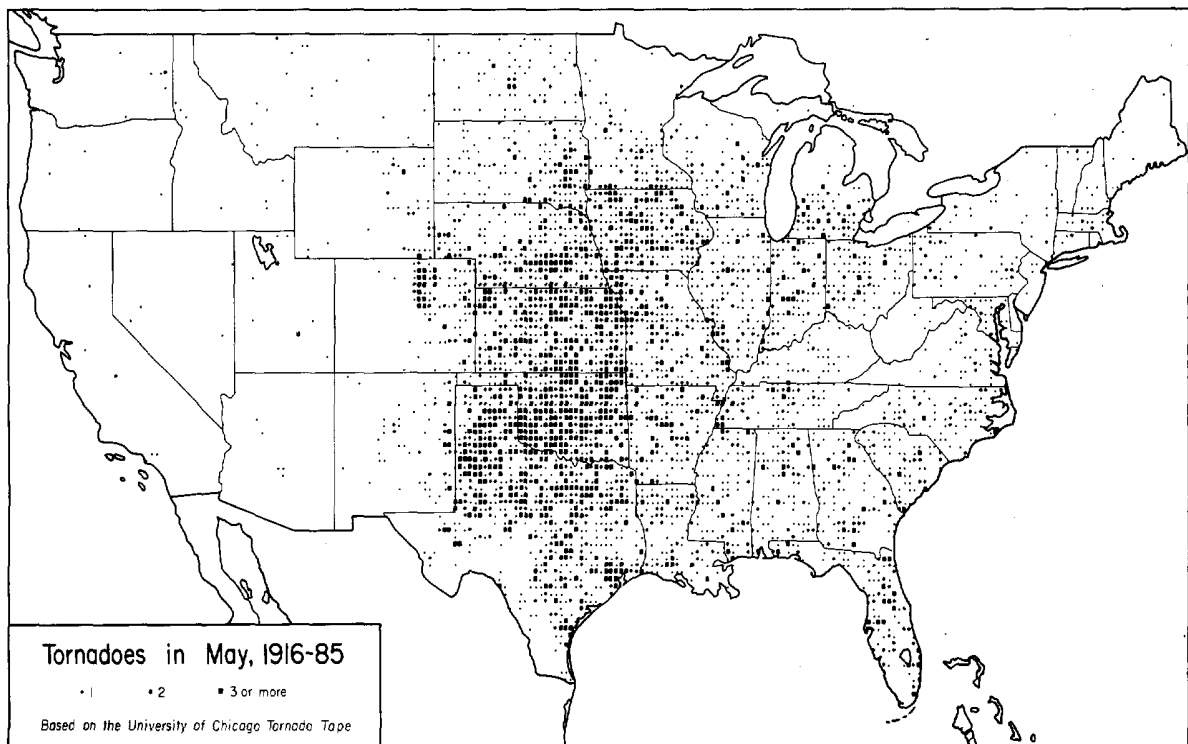 Tornadoes in May, 1916-85
1 2 3 or more
Based on the University of Chicago Tornado Tape